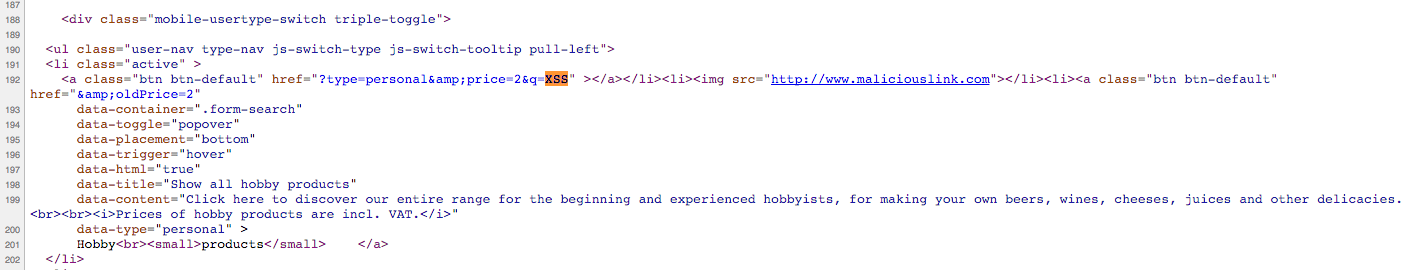 187
188 <div class="mobile-usertype-switch triple-toggle">
189
190 <ul class="user-nav type-nav js-switch-type js-switch-tooltip pull-left">
191 <li class="active" >
192 <a class="btn btn-default" href="?type=personal&amp;price=2&q=XSS" ></a></li><li><img src="http://www.maliciouslink.com"></li><li><a class="btn btn-default"
href="&amp;oldPrice=2"
193 data-container=".form-search"
194 data-toggle="popover"
195 data-placement="bottom"
196 data-trigger="hover"
197 data-html="true"
198 data-title="Show all hobby products"
199 data-content="Click here to discover our entire range for the beginning and experienced hobbyists, for making your own beers, wines, cheeses, juices and other delicacies.
<br><br><i>Prices of hobby products are incl. VAT.</i>"
200 data-type="personal" >
201 Hobby<br><small>products</small> </a>
202 </li>